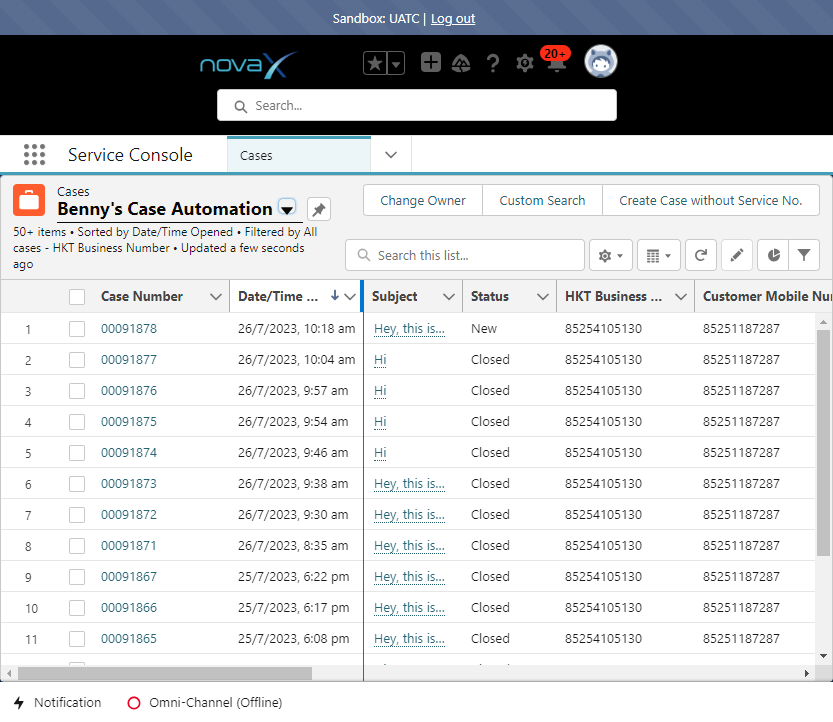 Sandbox: UATC | Log out
novaX
20+
Search...
Service Console
Cases
Cases
Benny's Case Automation
Change Owner
Custom Search
Create Case without Service No.
50+ items • Sorted by Date/Time Opened • Filtered by All
cases - HKT Business Number • Updated a few seconds
ago
Search this list...
Case Number Date/Time ... Subject Status HKT Business ... Customer Mobile Nu
1 00091878 26/7/2023, 10:18 am Hey, this is... New 85254105130 85251187287
2 00091877 26/7/2023, 10:04 am Hi Closed 85254105130 85251187287
3 00091876 26/7/2023, 9:57 am Hi Closed 85254105130 85251187287
4 00091875 26/7/2023, 9:54 am Hi Closed 85254105130 85251187287
5 00091874 26/7/2023, 9:46 am Hi Closed 85254105130 85251187287
6 00091873 26/7/2023, 9:38 am Hey, this is... Closed 85254105130 85251187287
7 00091872 26/7/2023, 9:30 am Hey, this is... Closed 85254105130 85251187287
8 00091871 26/7/2023, 8:35 am Hey, this is... Closed 85254105130 85251187287
9 00091867 25/7/2023, 6:22 pm Hey, this is... Closed 85254105130 85251187287
10 00091866 25/7/2023, 6:17 pm Hey, this is... Closed 85254105130 85251187287
11 00091865 25/7/2023, 6:08 pm Hey, this is... Closed 85254105130 85251187287
Notification
Omni-Channel (Offline)